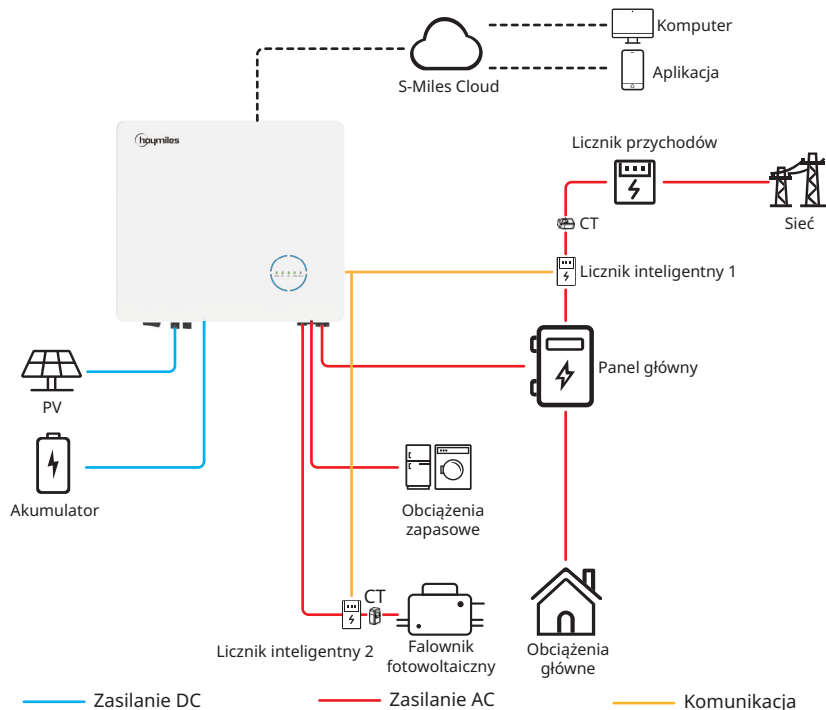 Komputer
Aplikacja
S-Miles Cloud
hoymiles
Licznik przychodów
Sieć
CT
Licznik inteligentny 1
Panel główny
PV
Akumulator
Obciążenia
zapasowe
CT
Licznik inteligentny 2
Falownik
fotowoltaiczny
Obciążenia
główne
Zasilanie DC
Zasilanie AC
Komunikacja